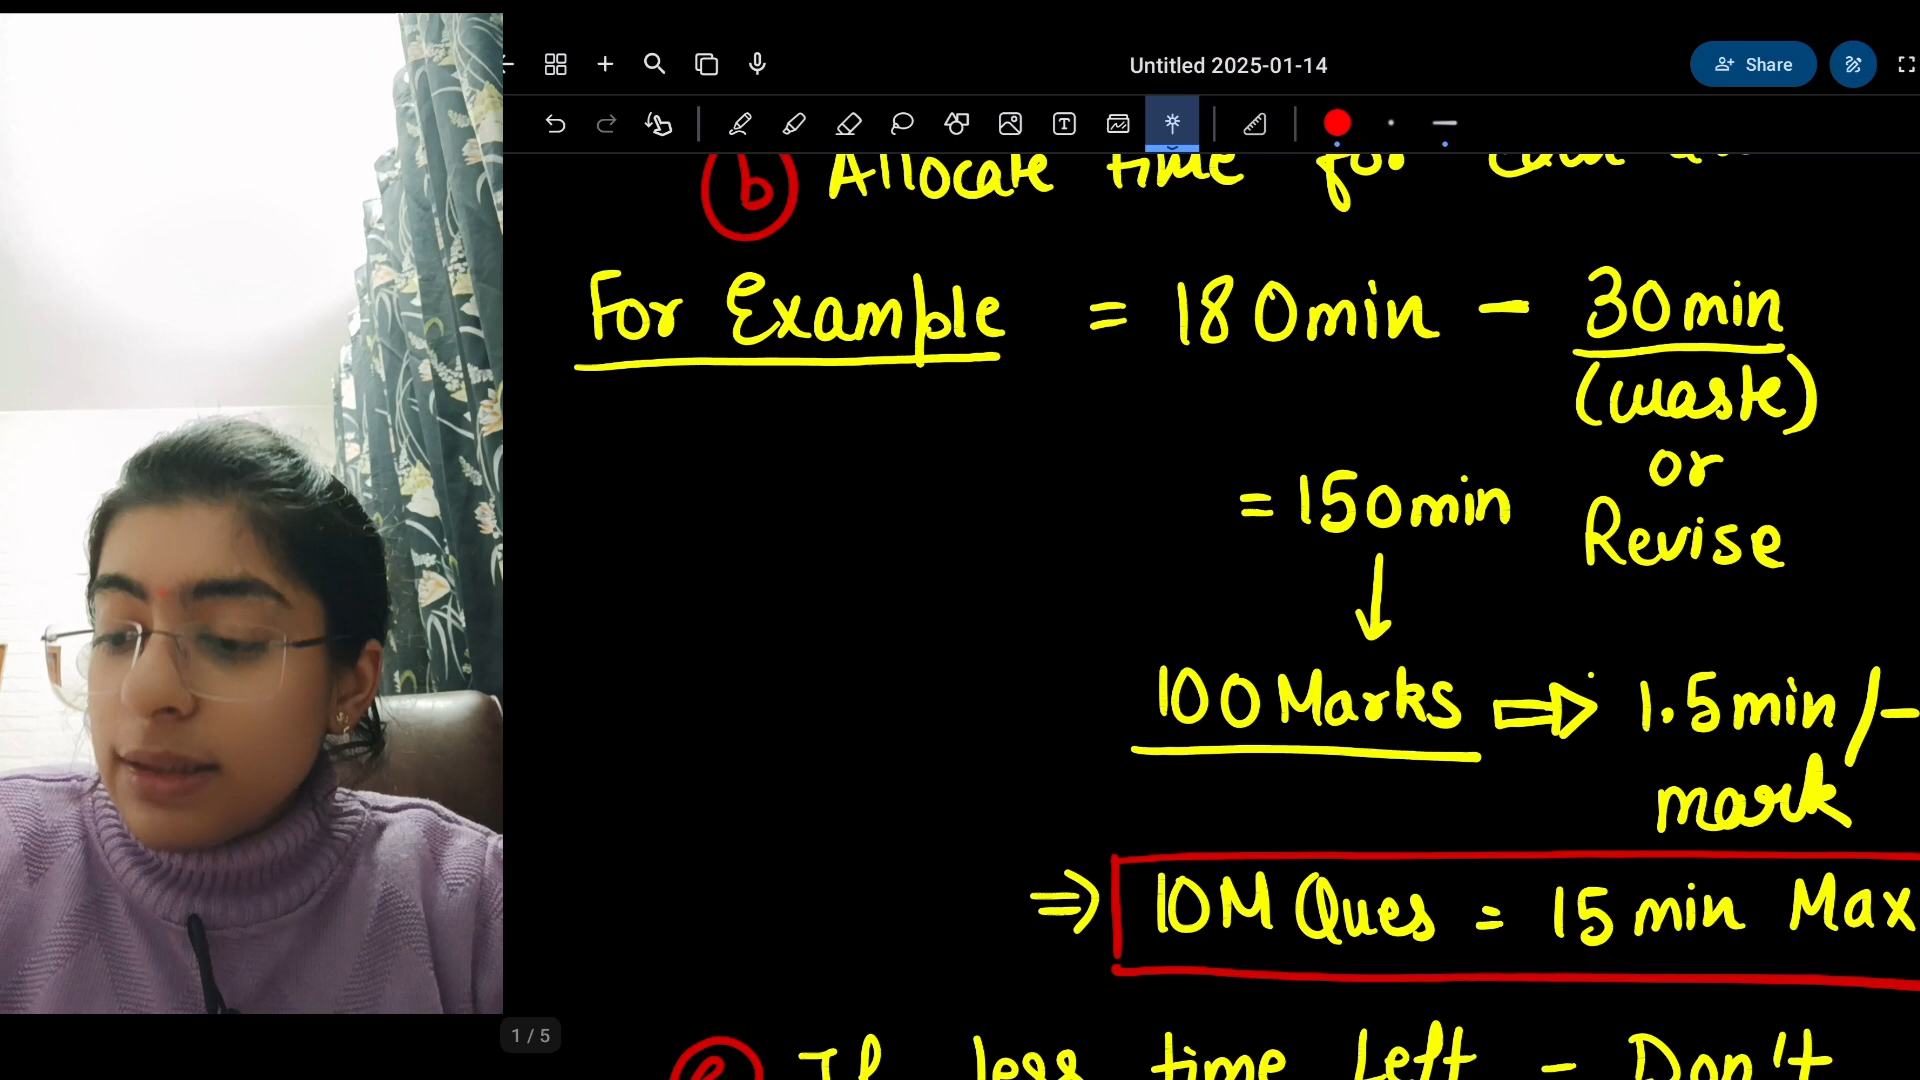 Untitled 2025-01-14
Share
b Allocate time for
For Example = 180min - 30min
(waste)
or
= 150min Revise
100 Marks ⇒ 1.5min/-
mark
⇒ 10M Ques = 15 min Max
1 / 5
If less time left - Don't